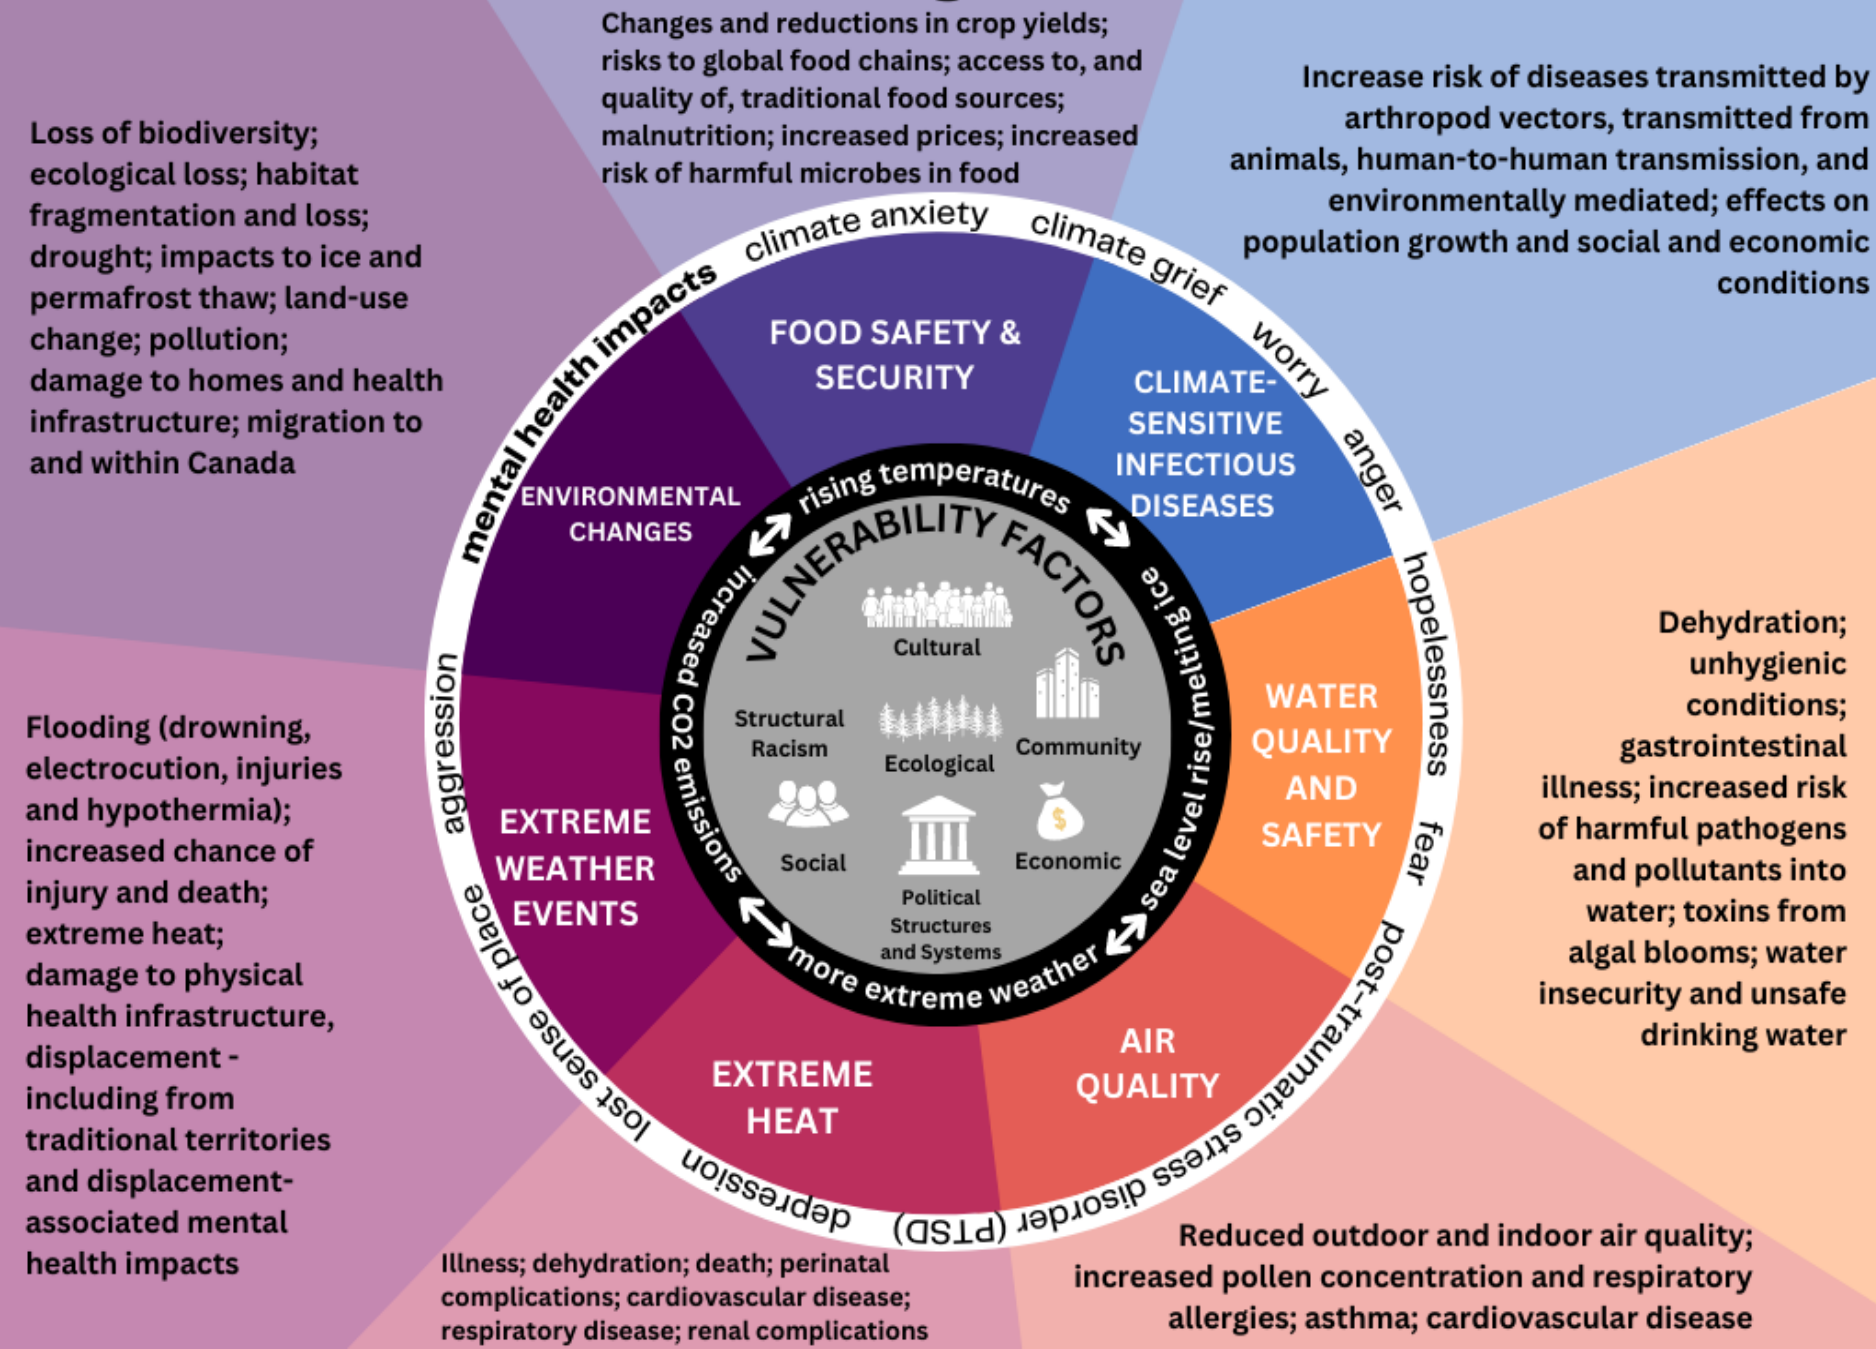 Changes and reductions in crop yields;
risks to global food chains; access to, and
quality of, traditional food sources;
malnutrition; increased prices; increased
risk of harmful microbes in food
Increase risk of diseases transmitted by
arthropod vectors, transmitted from
animals, human-to-human transmission, and
environmentally mediated; effects on
population growth and social and economic
conditions
Loss of biodiversity;
ecological loss; habitat
fragmentation and loss;
drought; impacts to ice and
permafrost thaw; land-use
change; pollution;
damage to homes and health
infrastructure; migration to
and within Canada
mental health impacts
climate anxiety
climate grief
worry
anger
hopelessness
fear
post-traumatic stress disorder (PTSD)
depression
lost sense of place
aggression
FOOD SAFETY &
SECURITY
CLIMATE-
SENSITIVE
INFECTIOUS
DISEASES
ENVIRONMENTAL
CHANGES
WATER
QUALITY
AND
SAFETY
EXTREME
WEATHER
EVENTS
EXTREME
HEAT
AIR
QUALITY
rising temperatures
sea level rise/melting ice
more extreme weather
increased CO2 emissions
VULNERABILITY FACTORS
Cultural
Structural
Racism
Ecological
Community
Social
Economic
Political
Structures
and Systems
$
Dehydration;
unhygienic
conditions;
gastrointestinal
illness; increased risk
of harmful pathogens
and pollutants into
water; toxins from
algal blooms; water
insecurity and unsafe
drinking water
Flooding (drowning,
electrocution, injuries
and hypothermia);
increased chance of
injury and death;
extreme heat;
damage to physical
health infrastructure,
displacement -
including from
traditional territories
and displacement-
associated mental
health impacts
Illness; dehydration; death; perinatal
complications; cardiovascular disease;
respiratory disease; renal complications
Reduced outdoor and indoor air quality;
increased pollen concentration and respiratory
allergies; asthma; cardiovascular disease